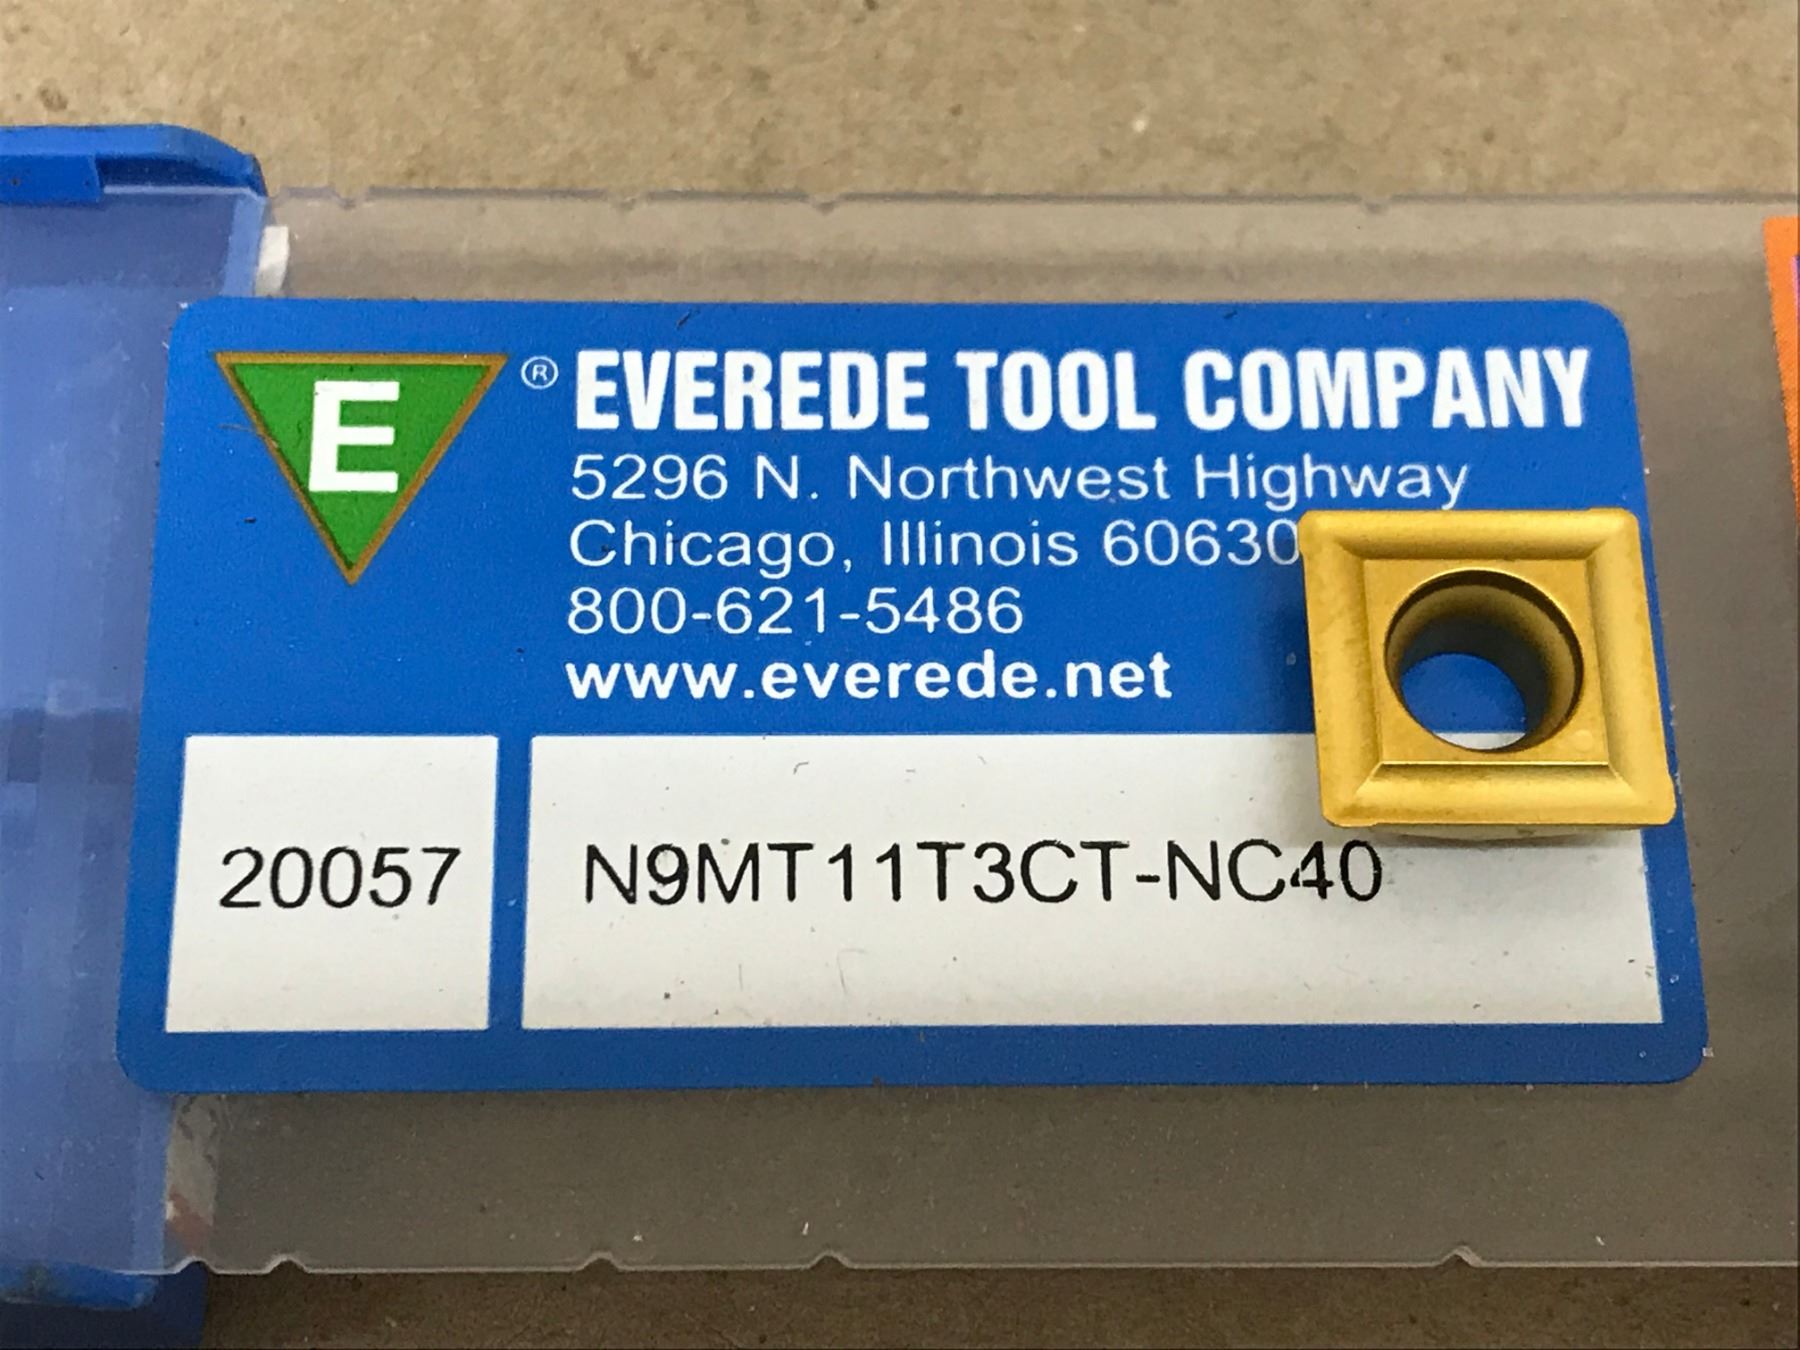 E ® EVEREDE TOOL COMPANY
5296 N. Northwest Highway
Chicago, Illinois 60630
800-621-5486
www.everede.net
20057 N9MT11T3CT-NC40